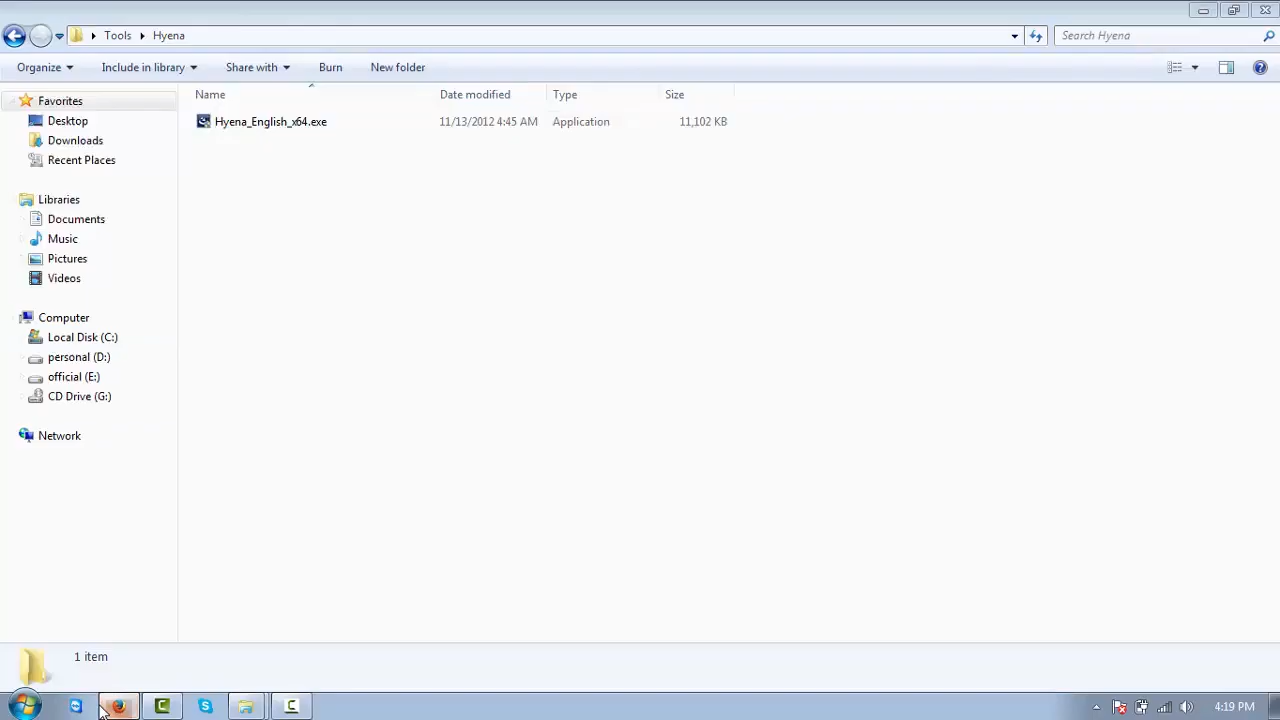 Tools Hyena
Search Hyena
Organize Include in library Share with Burn New folder
Name Date modified Type Size
Hyena_English_x64.exe 11/13/2012 4:45 AM Application 11,102 KB
Favorites
Desktop
Downloads
Recent Places
Libraries
Documents
Music
Pictures
Videos
Computer
Local Disk (C:)
personal (D:)
official (E:)
CD Drive (G:)
Network
1 item
4:19 PM